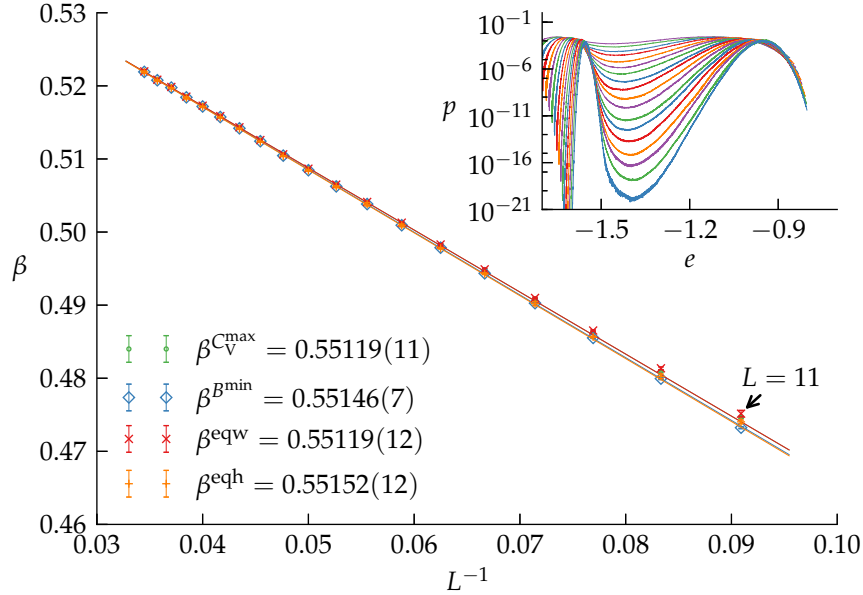 0.53
0.52
0.51
0.50
0.49
0.48
0.47
0.46
β
0.03 0.04 0.05 0.06 0.07 0.08 0.09 0.10
L⁻¹
β^{C_V^{max}} = 0.55119(11)
β^{B^{min}} = 0.55146(7)
β^{eqw} = 0.55119(12)
β^{eqh} = 0.55152(12)
L = 11
10⁻¹
10⁻⁶
10⁻¹¹
10⁻¹⁶
10⁻²¹
p
−1.5 −1.2 −0.9
e